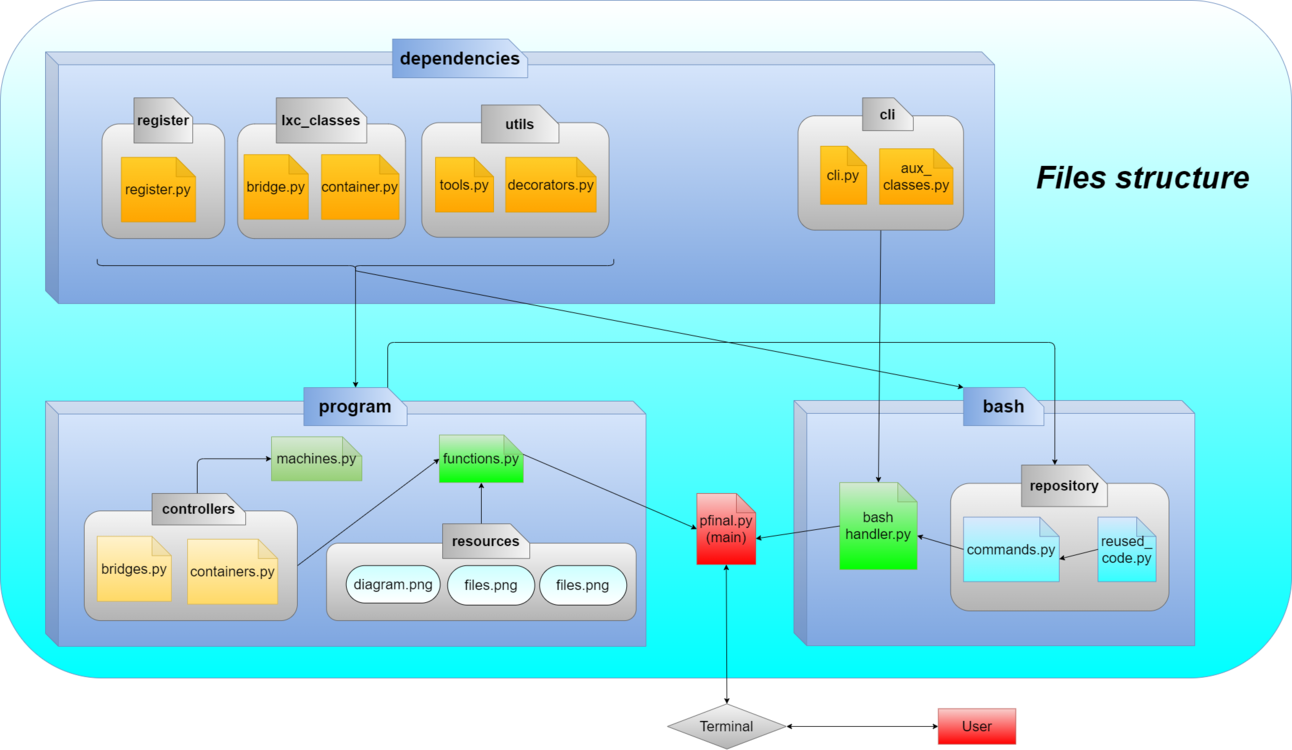 dependencies
register
lxc_classes
utils
cli
register.py
bridge.py
container.py
tools.py
decorators.py
cli.py
aux_
classes.py
Files structure
program
bash
machines.py
functions.py
controllers
bridges.py
containers.py
resources
diagram.png
files.png
files.png
pfinal.py
(main)
bash
handler.py
repository
commands.py
reused_
code.py
Terminal
User